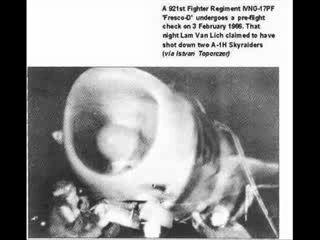 A 921st Fighter Regiment MiG-17PF
'Fresco-D' undergoes a pre-flight
check on 3 February 1966. That
night Lam Van Lich claimed to have
shot down two A-1H Skyraiders
(via Istvan Toperczer)